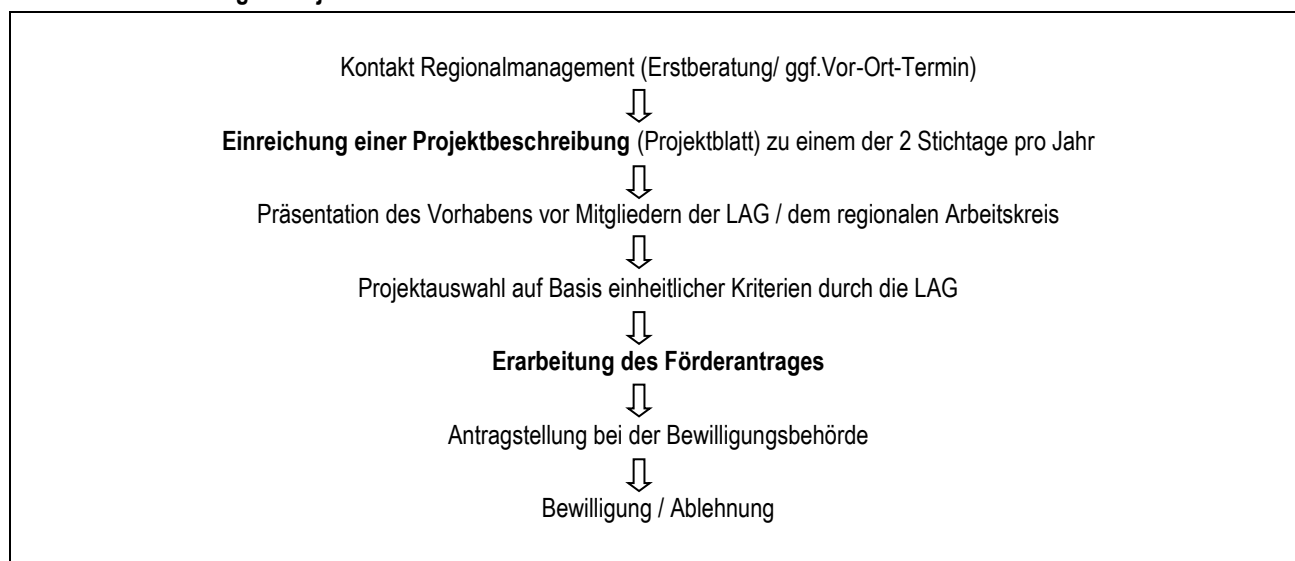 Kontakt Regionalmanagement (Erstberatung/ ggf.Vor-Ort-Termin)
Einreichung einer Projektbeschreibung (Projektblatt) zu einem der 2 Stichtage pro Jahr
Präsentation des Vorhabens vor Mitgliedern der LAG / dem regionalen Arbeitskreis
Projektauswahl auf Basis einheitlicher Kriterien durch die LAG
Erarbeitung des Förderantrages
Antragstellung bei der Bewilligungsbehörde
Bewilligung / Ablehnung